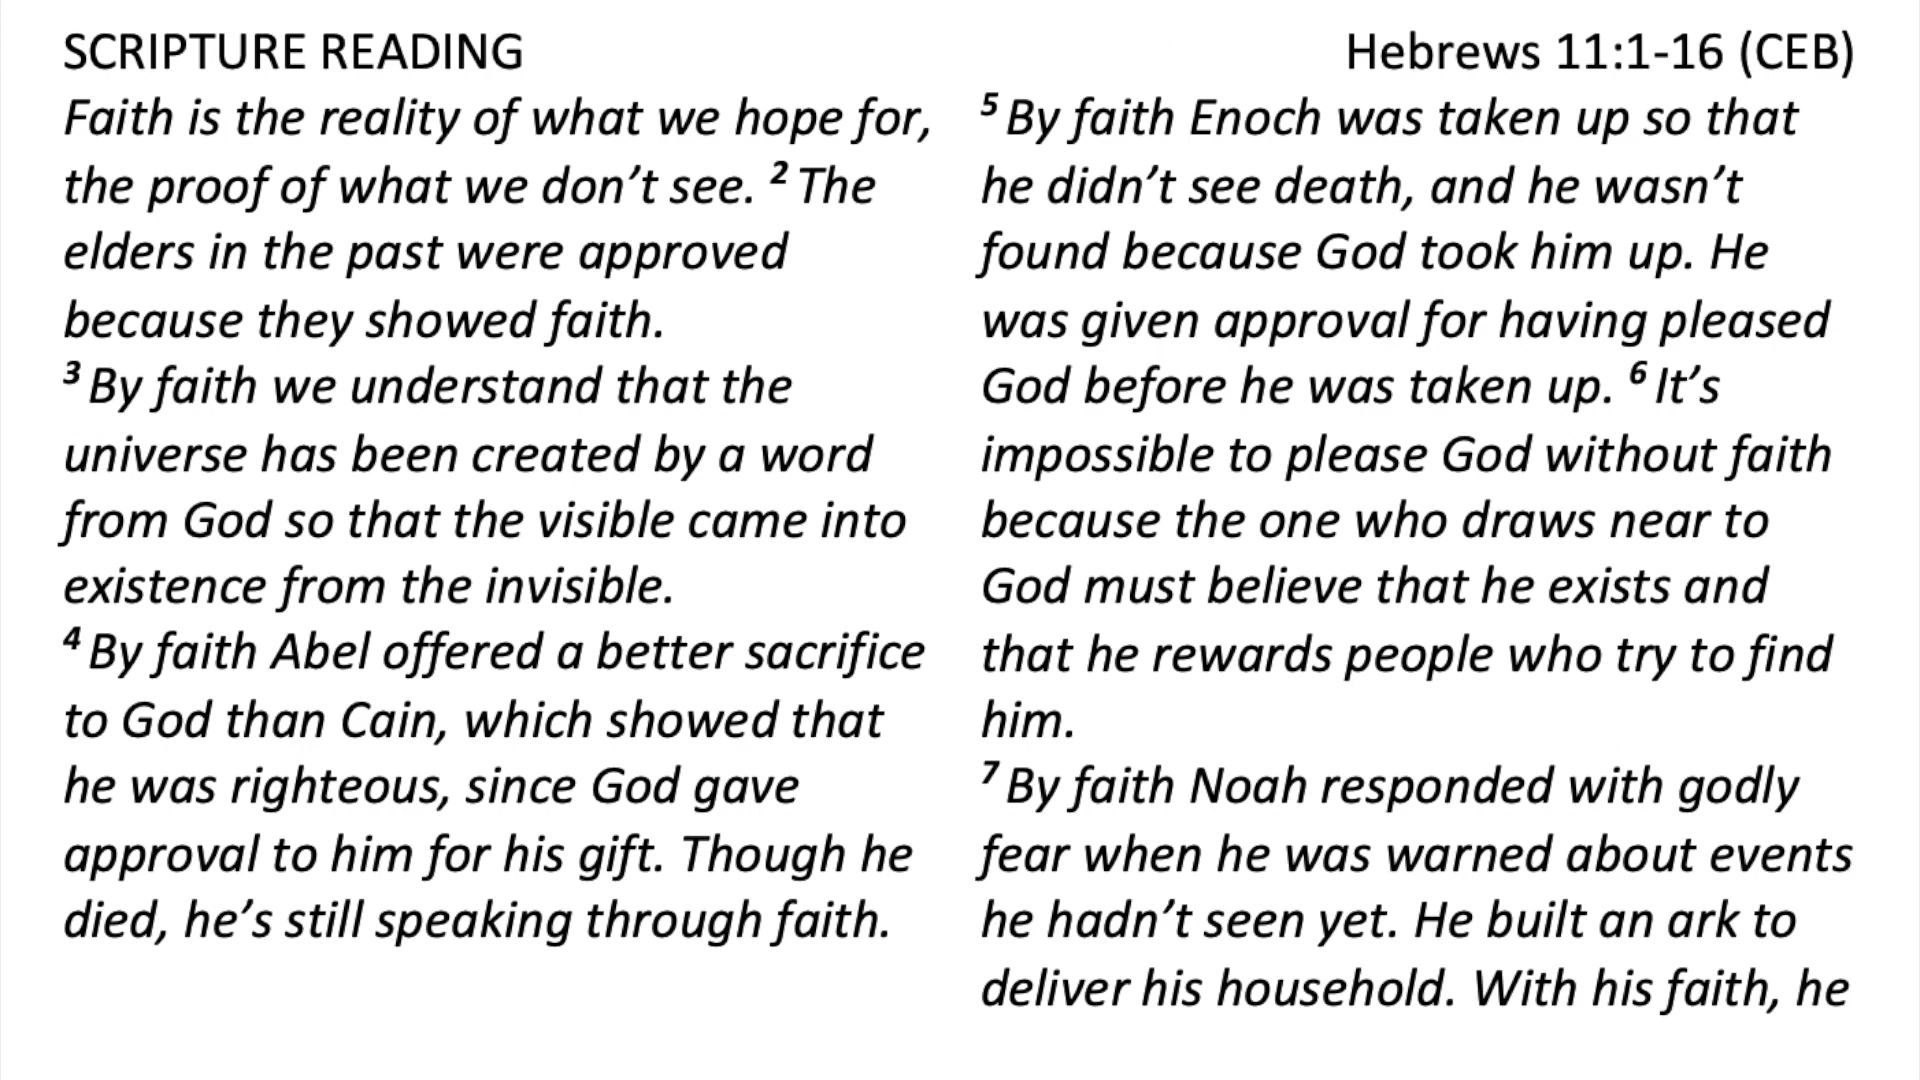 SCRIPTURE READING
Hebrews 11:1-16 (CEB)
Faith is the reality of what we hope for,
the proof of what we don’t see. 2 The
elders in the past were approved
because they showed faith.
3 By faith we understand that the
universe has been created by a word
from God so that the visible came into
existence from the invisible.
4 By faith Abel offered a better sacrifice
to God than Cain, which showed that
he was righteous, since God gave
approval to him for his gift. Though he
died, he’s still speaking through faith.
5 By faith Enoch was taken up so that
he didn’t see death, and he wasn’t
found because God took him up. He
was given approval for having pleased
God before he was taken up. 6 It’s
impossible to please God without faith
because the one who draws near to
God must believe that he exists and
that he rewards people who try to find
him.
7 By faith Noah responded with godly
fear when he was warned about events
he hadn’t seen yet. He built an ark to
deliver his household. With his faith, he